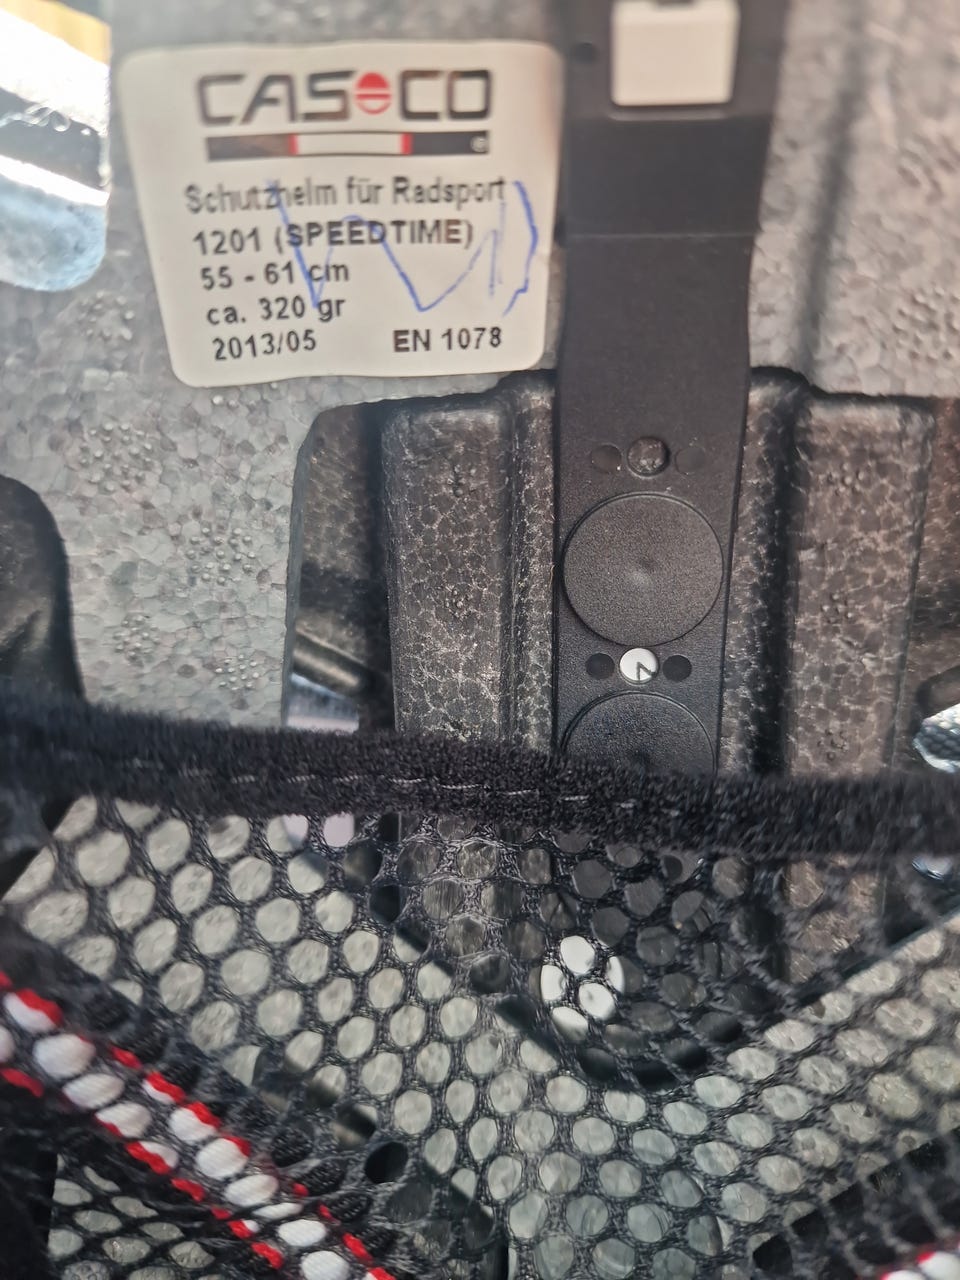 CASCO
Schutzhelm für Radsport
1201 (SPEEDTIME)
55 - 61 cm
ca. 320 gr
2013/05 EN 1078